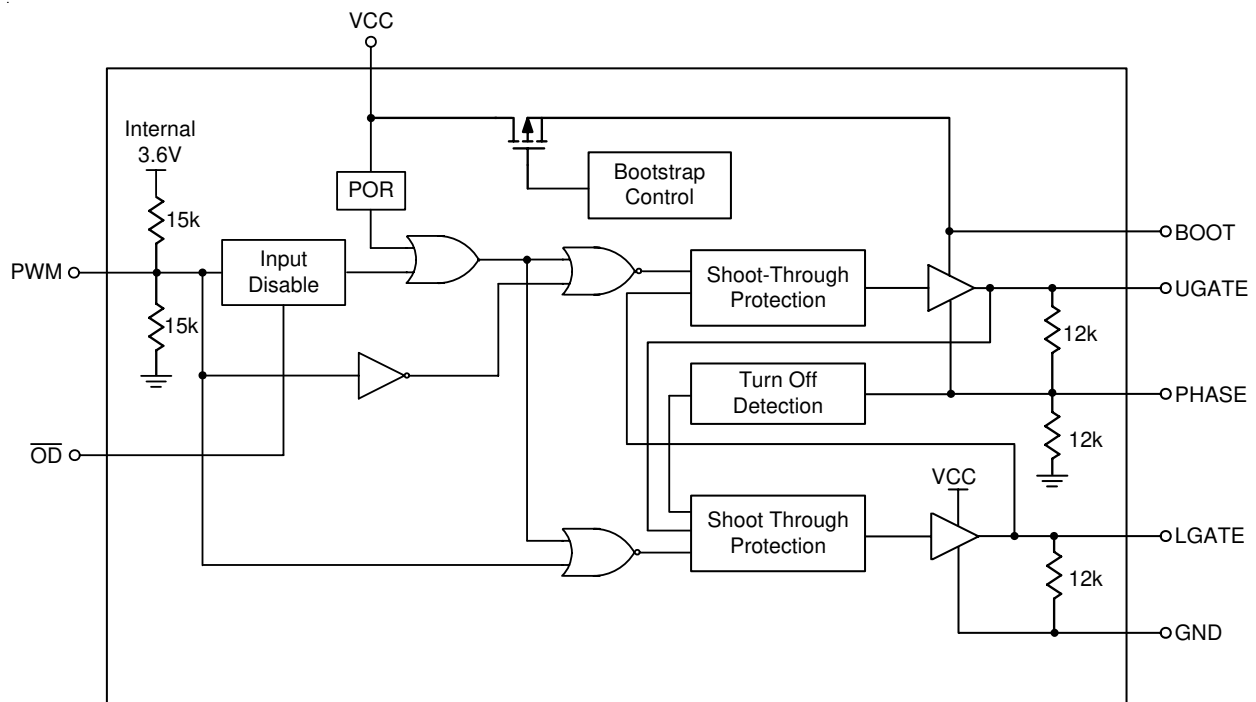 VCC
Internal
3.6V
15k
POR
Bootstrap
Control
BOOT
PWM
Input
Disable
Shoot-Through
Protection
UGATE
15k
12k
Turn Off
Detection
PHASE
12k
OD
VCC
Shoot Through
Protection
LGATE
12k
GND